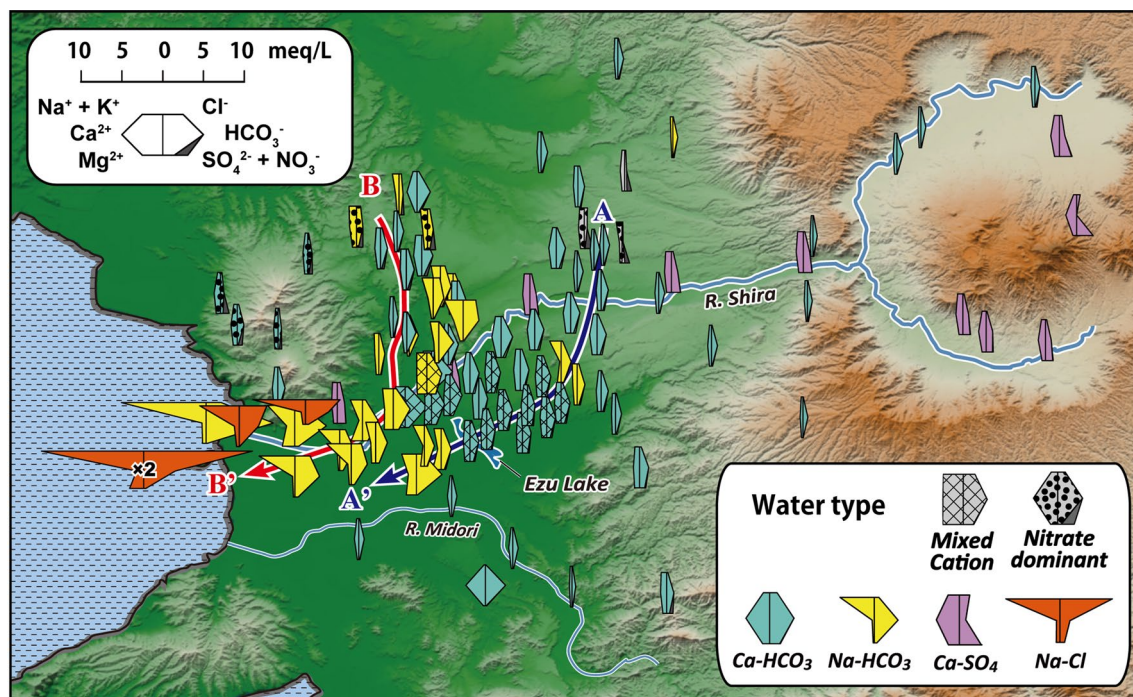 10 5 0 5 10 meq/L
Na⁺ + K⁺ Cl⁻
Ca²⁺ HCO₃⁻
Mg²⁺ SO₄²⁻ + NO₃⁻
B
A
R. Shira
×2
B'
A'
Ezu Lake
R. Midori
Water type
Mixed Cation
Nitrate dominant
Ca-HCO₃ Na-HCO₃ Ca-SO₄ Na-Cl